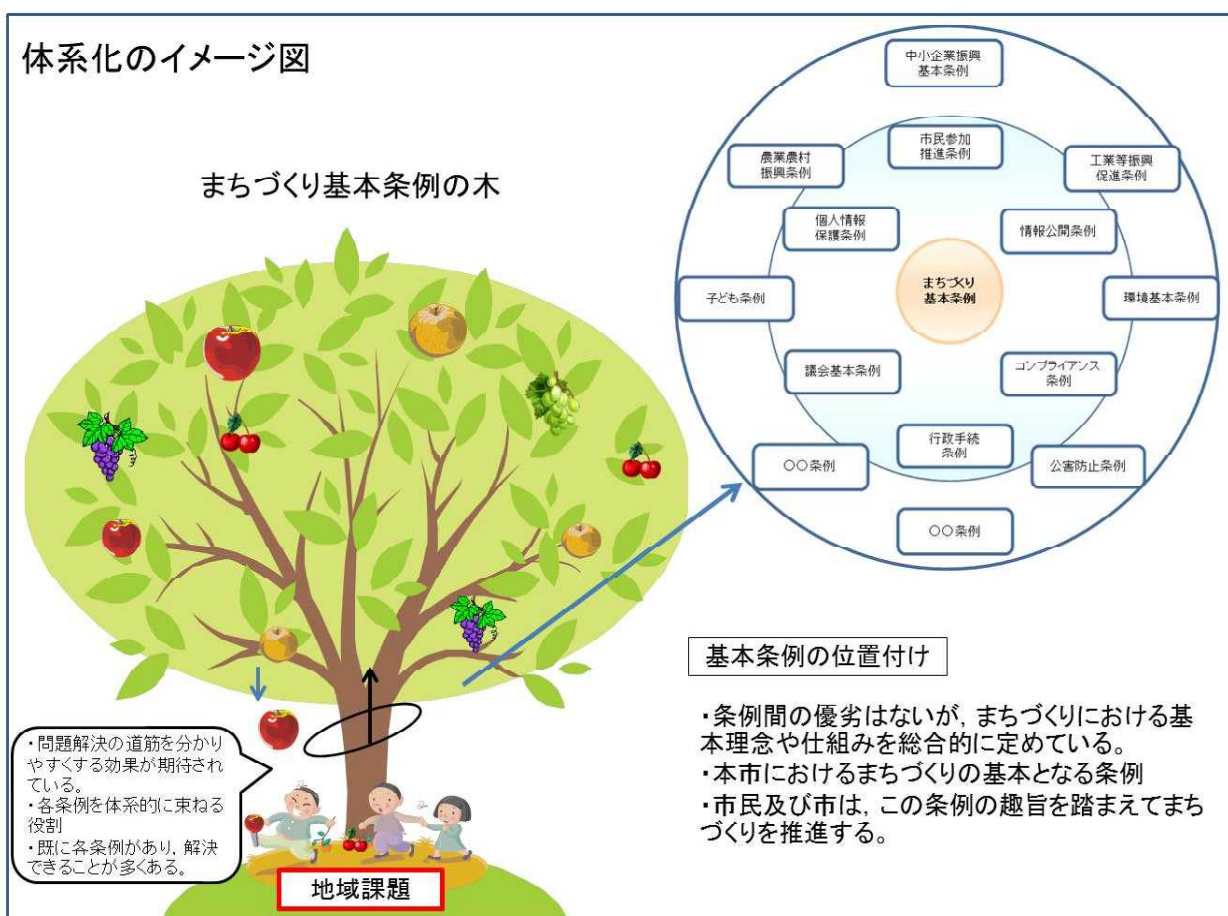 体系化のイメージ図
まちづくり基本条例の木
中小企業振興
基本条例
市民参加
推進条例
農業農村
振興条例
工業等振興
促進条例
個人情報
保護条例
情報公開条例
まちづくり
基本条例
子ども条例
環境基本条例
議会基本条例
コンプライアンス
条例
行政手続
条例
〇〇条例
公害防止条例
〇〇条例
基本条例の位置付け
・条例間の優劣はないが，まちづくりにおける基
本理念や仕組みを総合的に定めている。
・本市におけるまちづくりの基本となる条例
・市民及び市は，この条例の趣旨を踏まえてまち
づくりを推進する。
・問題解決の道筋を分かり
やすくする効果が期待され
ている。
・各条例を体系的に束ねる
役割
・既に各条例があり，解決
できることが多くある。
地域課題